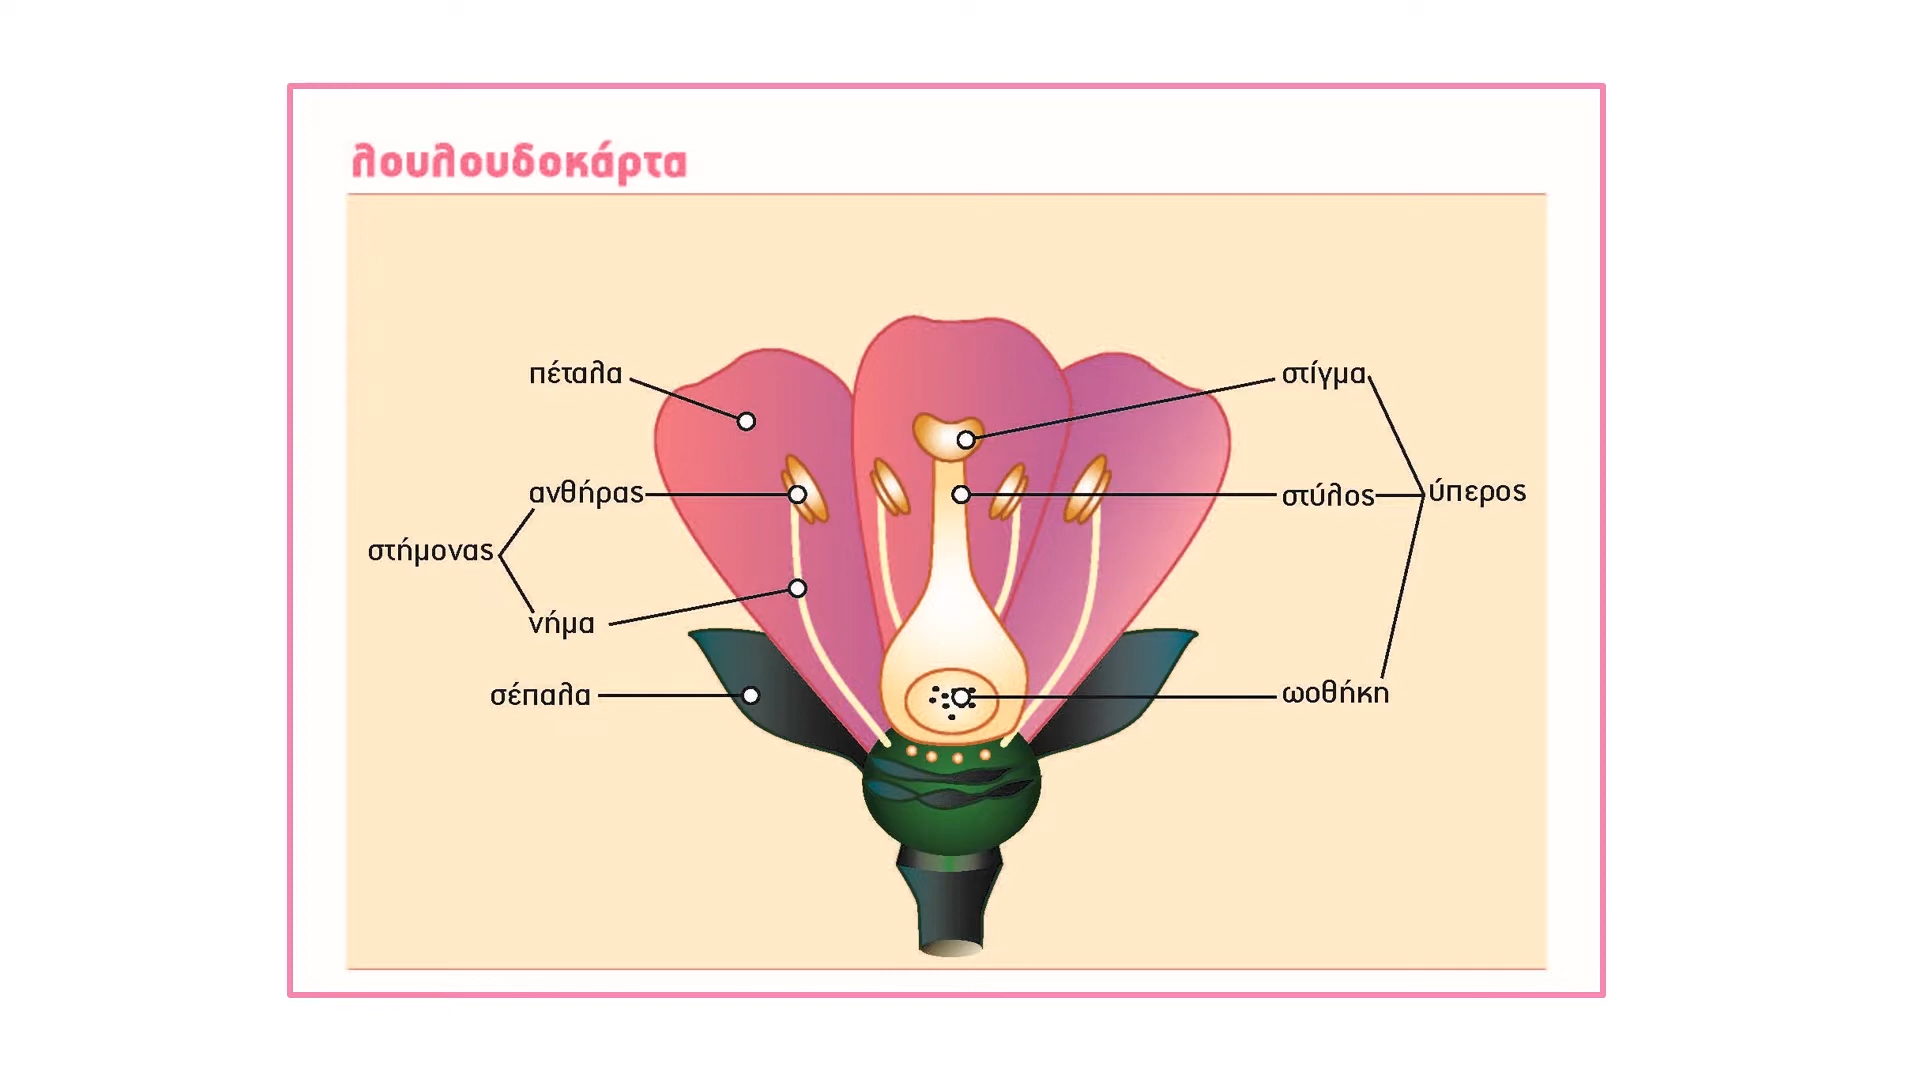 λουλουδοκάρτα
πέταλα
στίγμα
ανθήρας
στύλος
ύπερος
στήμονας
νήμα
σέπαλα
ωοθήκη